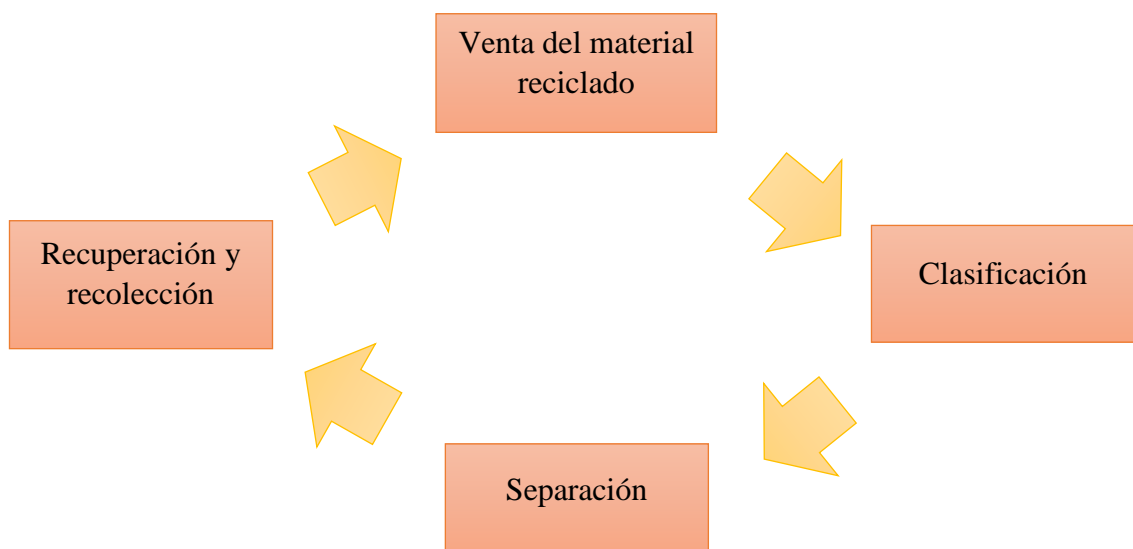 Venta del material
reciclado
Recuperación y
recolección
Clasificación
Separación